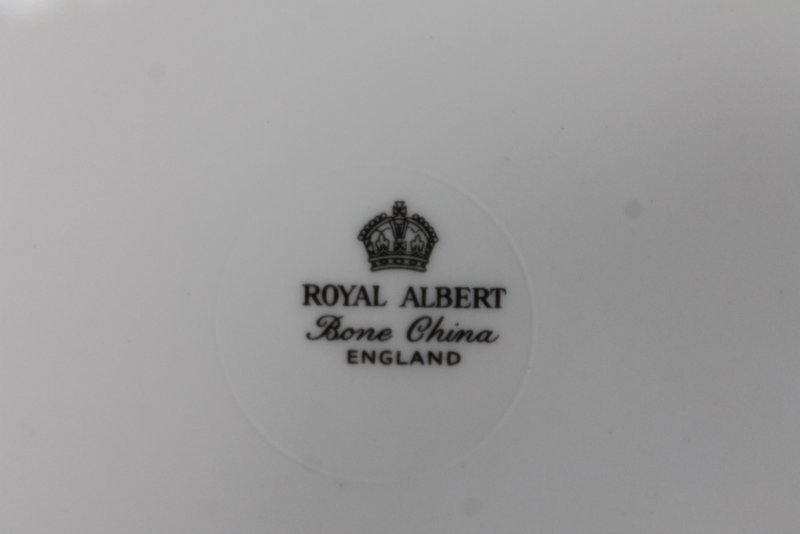 ROYAL ALBERT
Bone China
ENGLAND